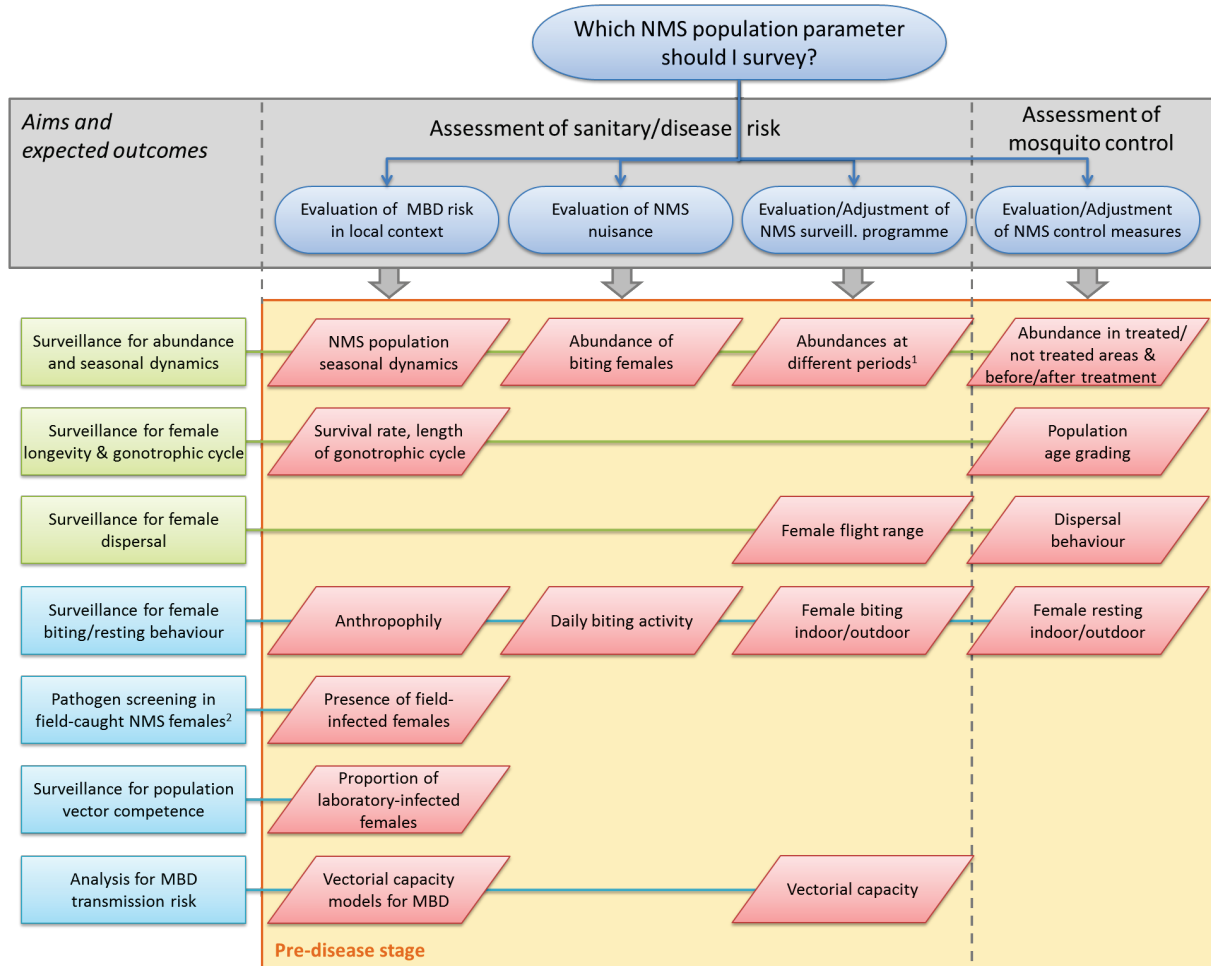 Which NMS population parameter
should I survey?
Aims and
expected outcomes
Assessment of sanitary/disease risk
Assessment of
mosquito control
Evaluation of MBD risk
in local context
Evaluation of NMS
nuisance
Evaluation/Adjustment of
NMS surveill. programme
Evaluation/Adjustment
of NMS control measures
Surveillance for abundance
and seasonal dynamics
NMS population
seasonal dynamics
Abundance of
biting females
Abundances at
different periods¹
Abundance in treated/
not treated areas &
before/after treatment
Surveillance for female
longevity & gonotrophic cycle
Survival rate, length
of gonotrophic cycle
Population
age grading
Surveillance for female
dispersal
Female flight range
Dispersal
behaviour
Surveillance for female
biting/resting behaviour
Anthropophily
Daily biting activity
Female biting
indoor/outdoor
Female resting
indoor/outdoor
Pathogen screening in
field-caught NMS females²
Presence of field-
infected females
Surveillance for population
vector competence
Proportion of
laboratory-infected
females
Analysis for MBD
transmission risk
Vectorial capacity
models for MBD
Vectorial capacity
Pre-disease stage